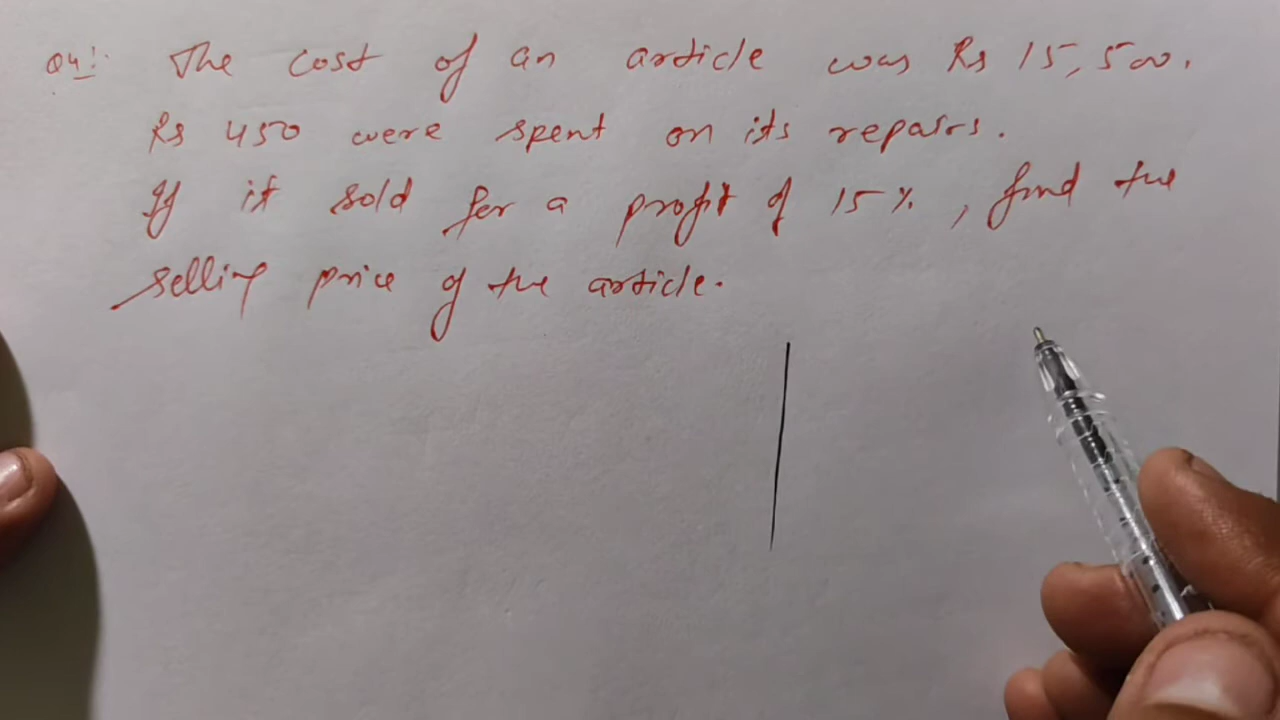 Q4:. The cost of an article was Rs 15,500.
Rs 450 were spent on its repairs.
If it sold for a profit of 15%, find the
selling price of the article.